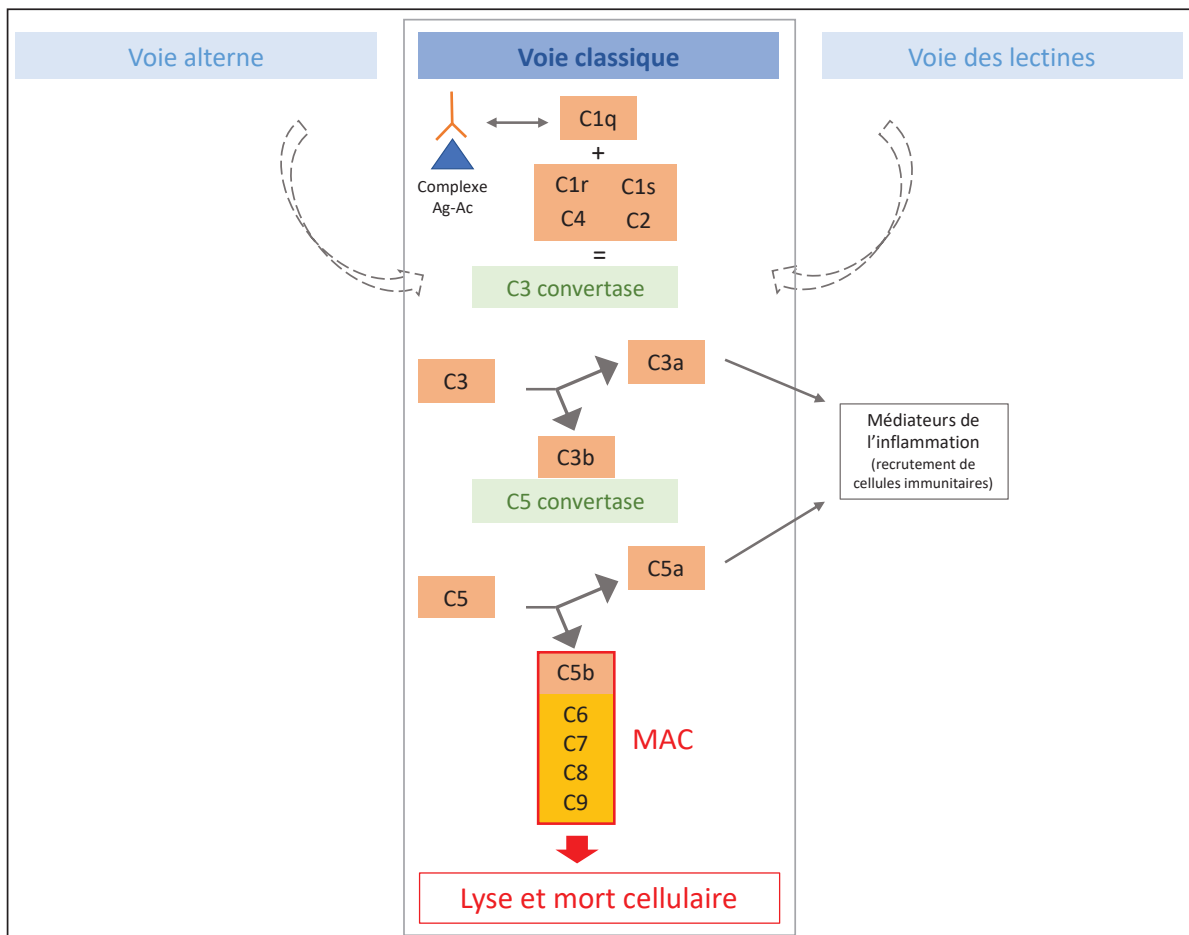 Voie alterne
Voie classique
Voie des lectines
C1q
+
Complexe
Ag-Ac
C1r C1s
C4 C2
=
C3 convertase
C3
C3a
C3b
C5 convertase
Médiateurs de
l'inflammation
(recrutement de
cellules immunitaires)
C5
C5a
C5b
C6
C7
C8
C9
MAC
Lyse et mort cellulaire